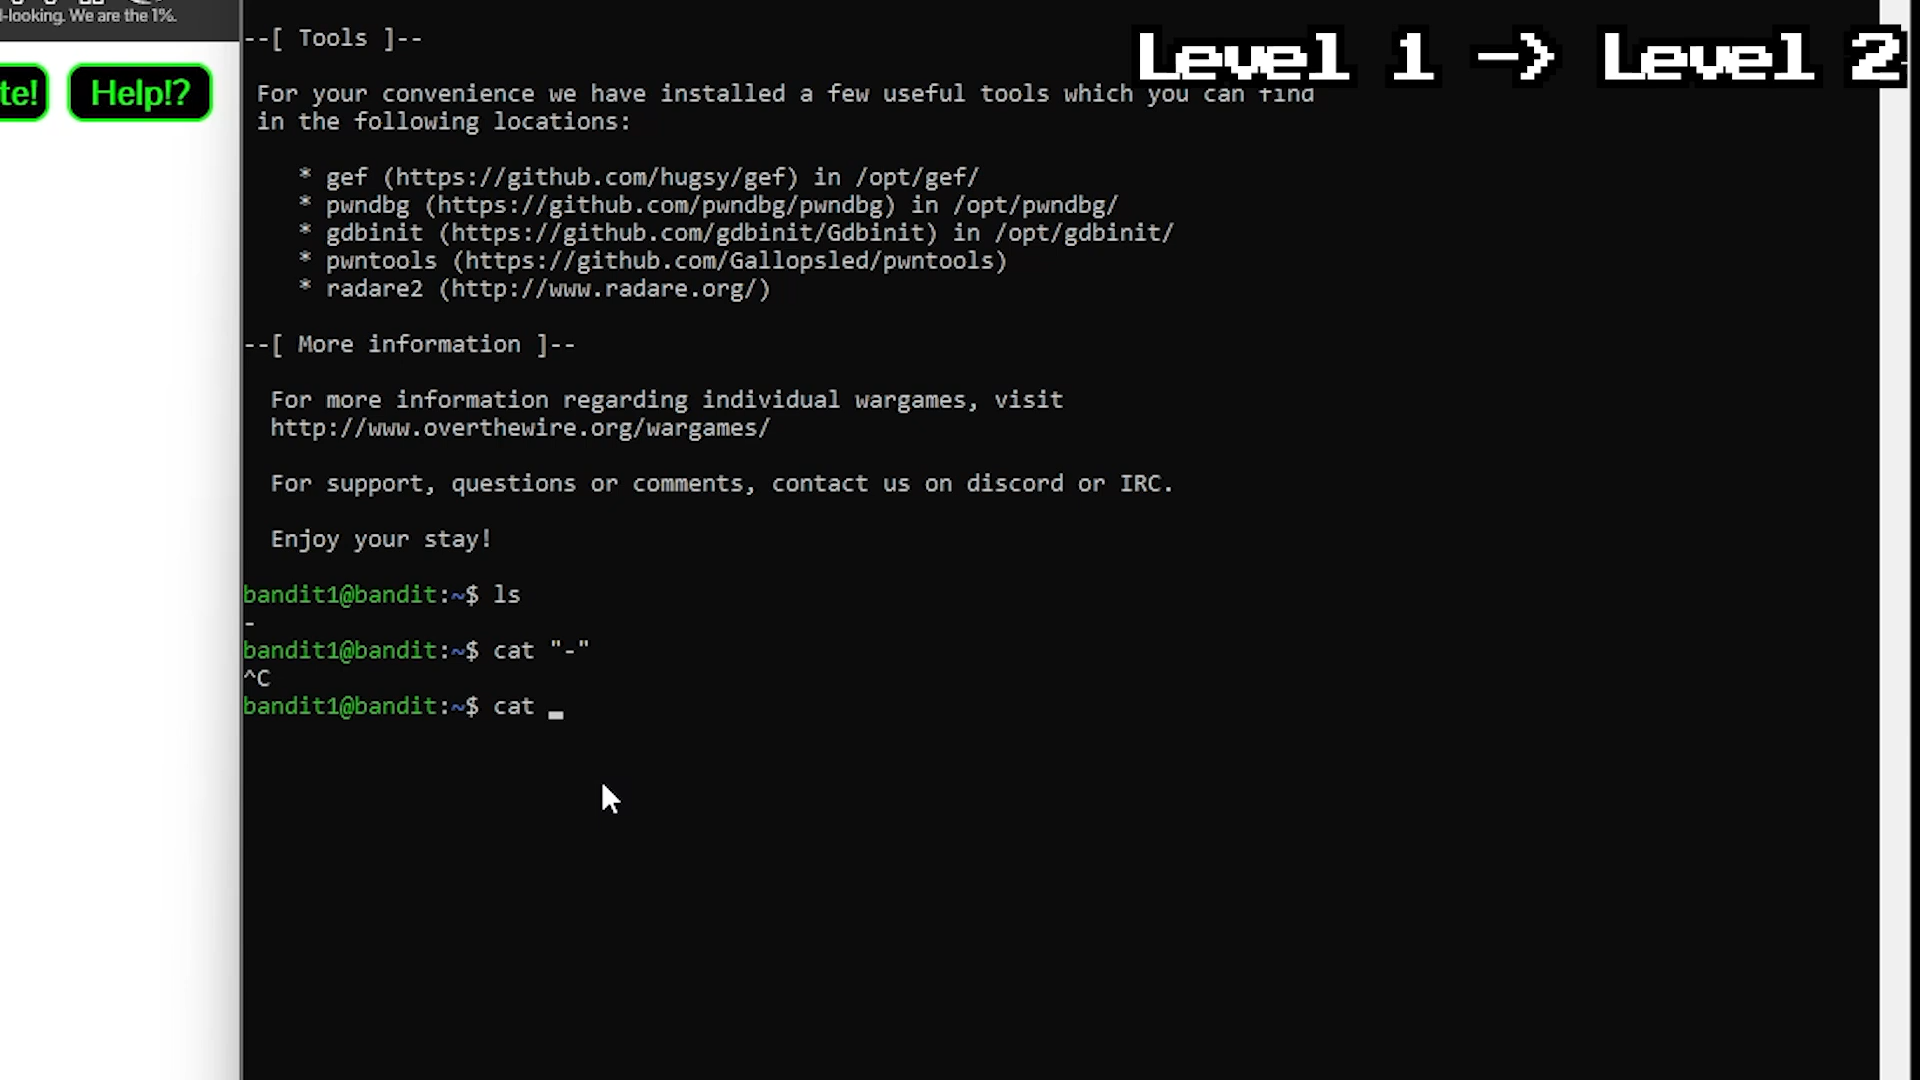 -looking. We are the 1%.
te!
Help!?
Level 1 -> Level 2
--[ Tools ]--
For your convenience we have installed a few useful tools which you can find
in the following locations:
* gef (https://github.com/hugsy/gef) in /opt/gef/
* pwndbg (https://github.com/pwndbg/pwndbg) in /opt/pwndbg/
* gdbinit (https://github.com/gdbinit/Gdbinit) in /opt/gdbinit/
* pwntools (https://github.com/Gallopsled/pwntools)
* radare2 (http://www.radare.org/)
--[ More information ]--
For more information regarding individual wargames, visit
http://www.overthewire.org/wargames/
For support, questions or comments, contact us on discord or IRC.
Enjoy your stay!
bandit1@bandit:~$ ls
-
bandit1@bandit:~$ cat "-"
^C
bandit1@bandit:~$ cat _